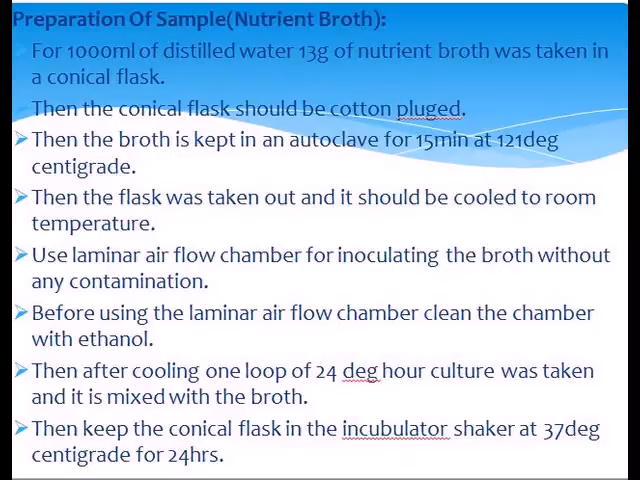 Preparation Of Sample(Nutrient Broth):
For 1000ml of distilled water 13g of nutrient broth was taken in
a conical flask.
Then the conical flask should be cotton pluged.
Then the broth is kept in an autoclave for 15min at 121deg
centigrade.
Then the flask was taken out and it should be cooled to room
temperature.
Use laminar air flow chamber for inoculating the broth without
any contamination.
Before using the laminar air flow chamber clean the chamber
with ethanol.
Then after cooling one loop of 24 deg hour culture was taken
and it is mixed with the broth.
Then keep the conical flask in the incubulator shaker at 37deg
centigrade for 24hrs.